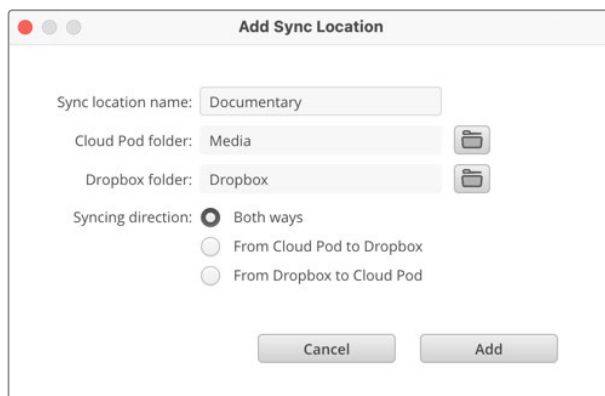 Add Sync Location
Sync location name: Documentary
Cloud Pod folder: Media
Dropbox folder: Dropbox
Syncing direction: Both ways
From Cloud Pod to Dropbox
From Dropbox to Cloud Pod
Cancel Add